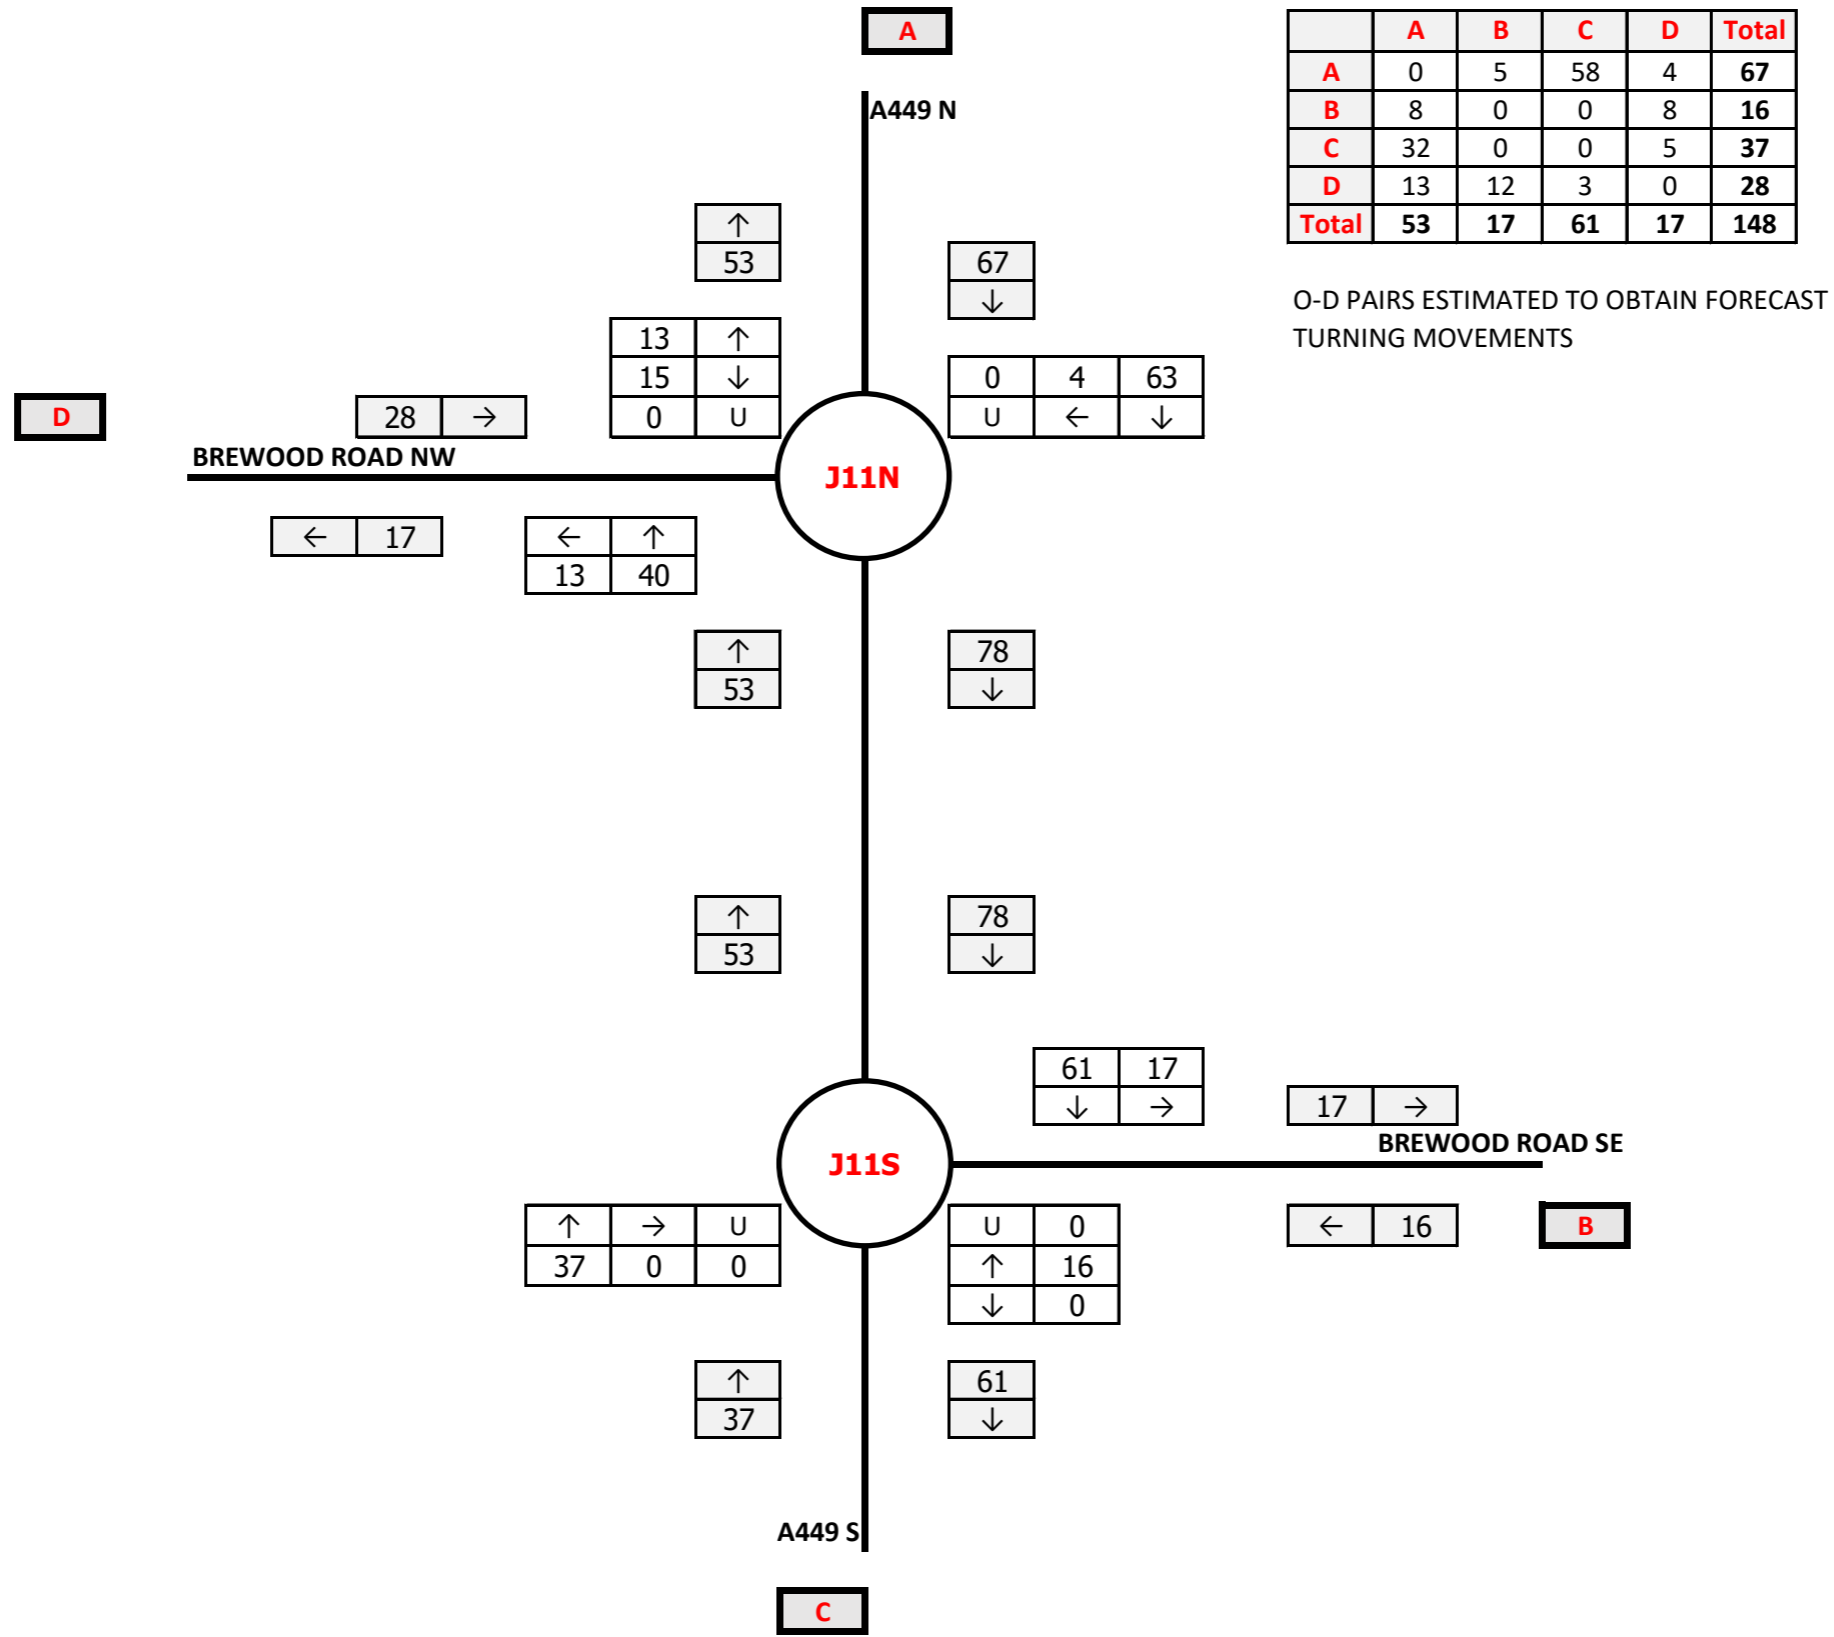 A
A B C D Total
A 0 5 58 4 67
B 8 0 0 8 16
C 32 0 0 5 37
D 13 12 3 0 28
Total 53 17 61 17 148
O-D PAIRS ESTIMATED TO OBTAIN FORECAST
TURNING MOVEMENTS
A449 N
↑
53
67
↓
13 ↑
15 ↓
0 U
0 4 63
U ← ↓
D
28 →
BREWOOD ROAD NW
J11N
← 17
← ↑
13 40
↑
53
78
↓
↑
53
78
↓
61 17
↓ →
17 →
BREWOOD ROAD SE
J11S
↑ → U
37 0 0
U 0
↑ 16
↓ 0
← 16
B
↑
37
61
↓
A449 S
C